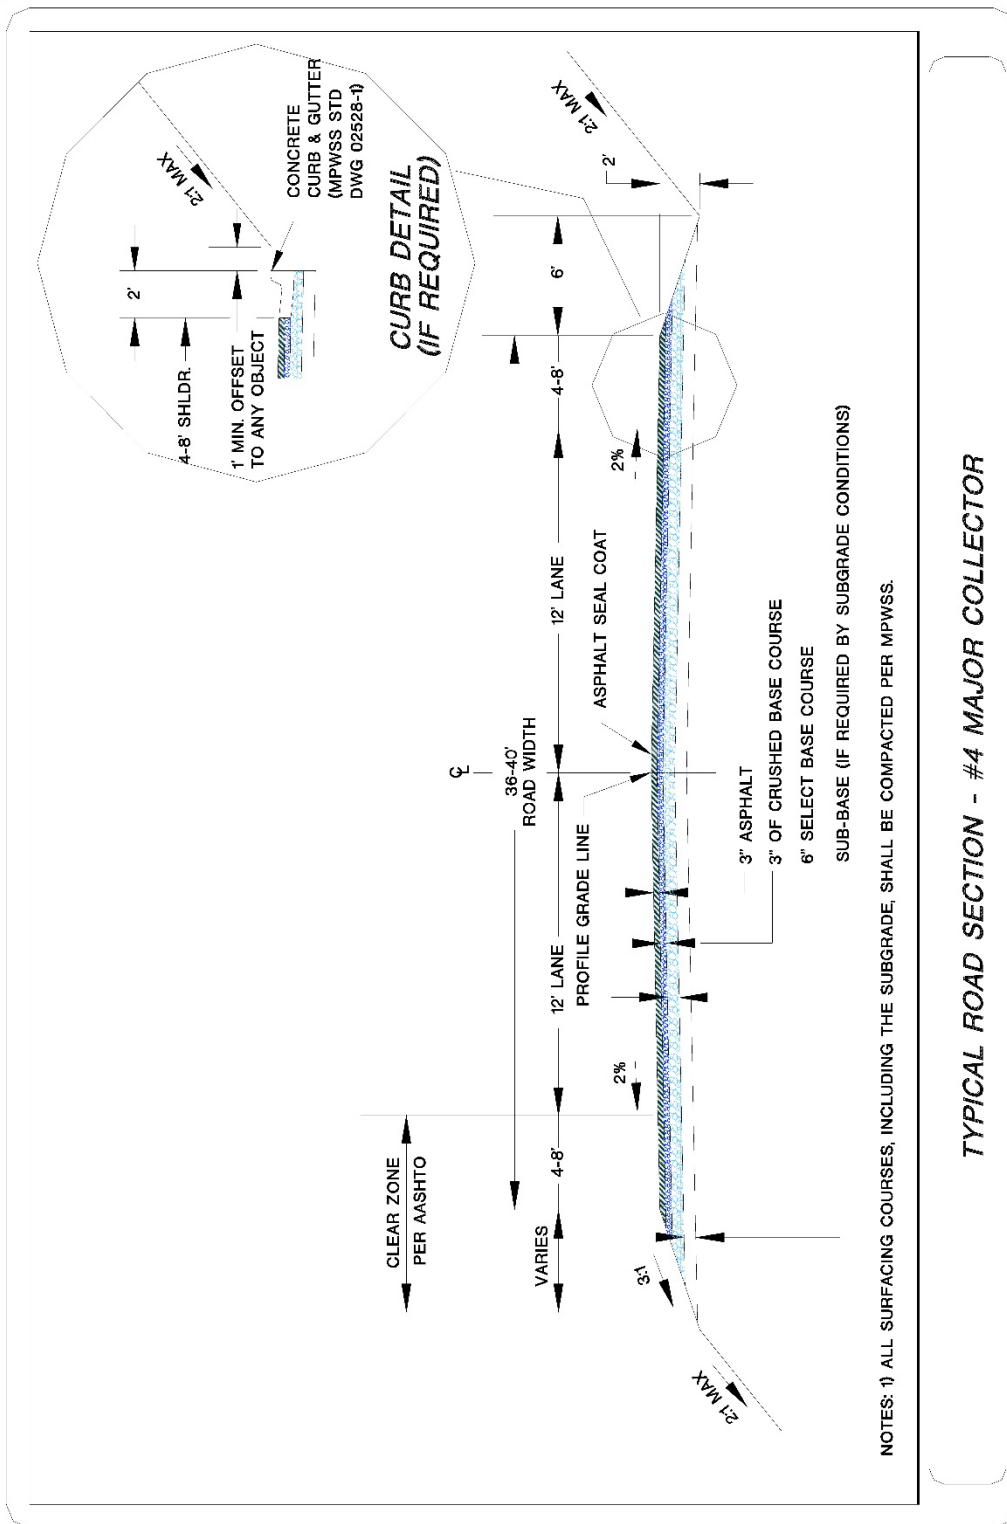 2:1 MAX
2'
4-8' SHLDR.
1' MIN. OFFSET
TO ANY OBJECT
CONCRETE
CURB & GUTTER
(MPWSS STD
DWG 02528-1)
CURB DETAIL
(IF REQUIRED)
CLEAR ZONE
PER AASHTO
℄
36-40'
ROAD WIDTH
VARIES
4-8'
12' LANE
12' LANE
4-8'
6'
2:1 MAX
2'
PROFILE GRADE LINE
ASPHALT SEAL COAT
3:1
2%
2%
2:1 MAX
3" ASPHALT
3" OF CRUSHED BASE COURSE
6" SELECT BASE COURSE
SUB-BASE (IF REQUIRED BY SUBGRADE CONDITIONS)
NOTES: 1) ALL SURFACING COURSES, INCLUDING THE SUBGRADE, SHALL BE COMPACTED PER MPWSS.
TYPICAL ROAD SECTION - #4 MAJOR COLLECTOR